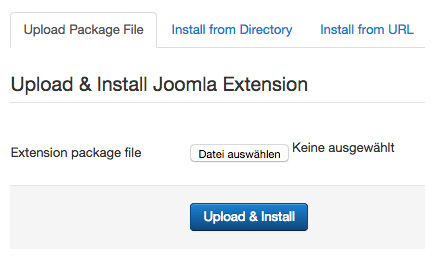 Upload Package File Install from Directory Install from URL
Upload & Install Joomla Extension
Extension package file Datei auswählen Keine ausgewählt
Upload & Install